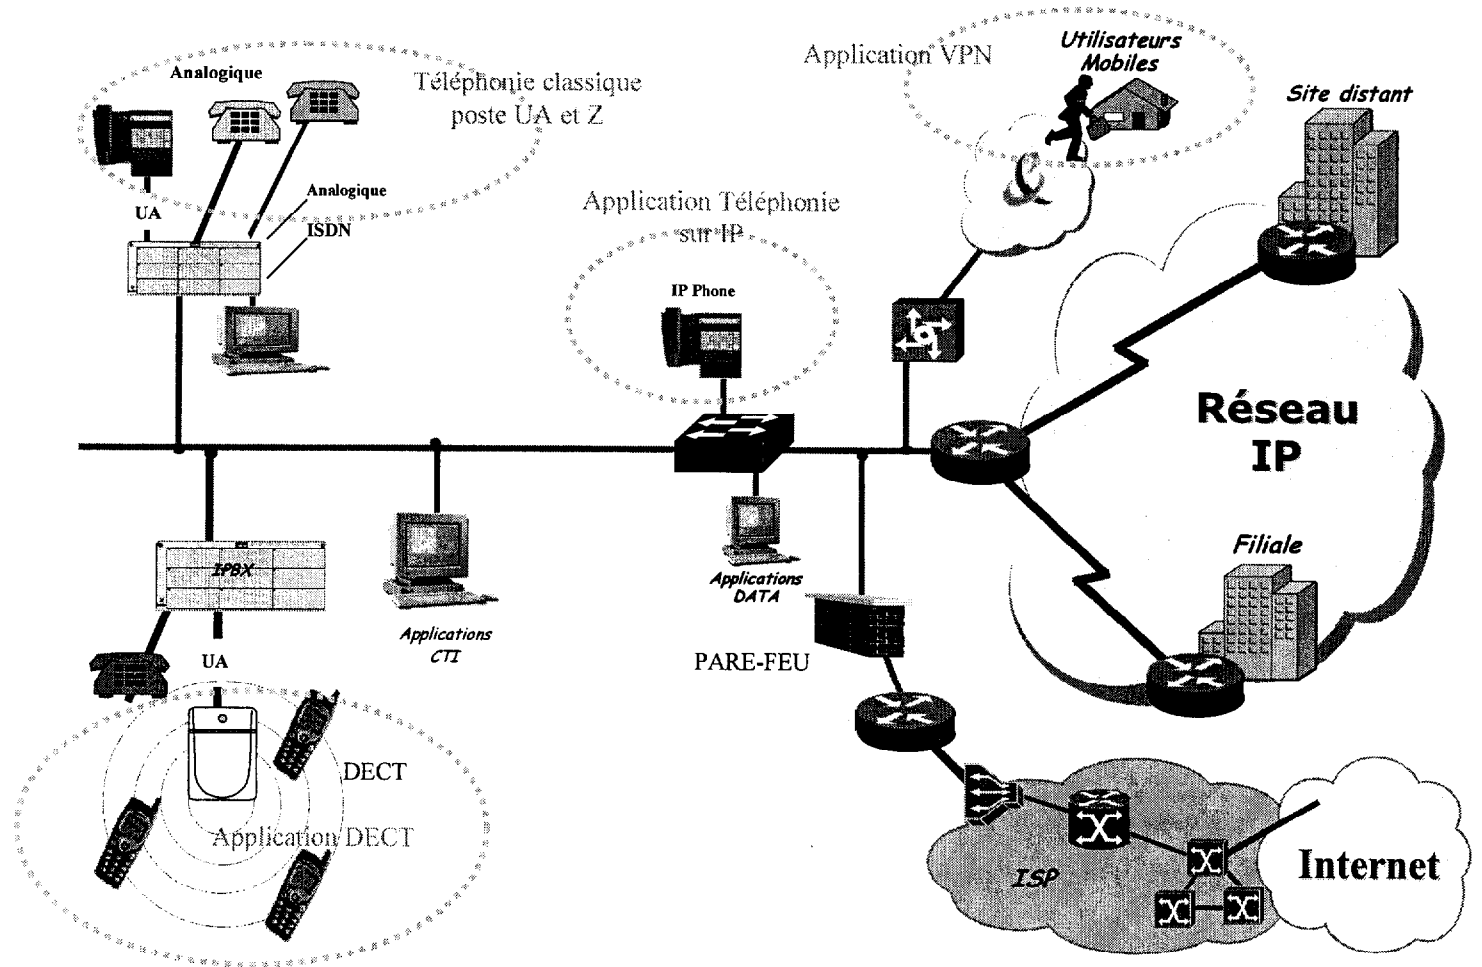 Application VPN
Utilisateurs
Mobiles
Site distant
Analogique
Téléphonie classique
poste UA et Z
UA
Analogique
ISDN
Application Téléphonie
sur IP
IP Phone
Réseau
IP
Filiale
IPBX
Applications
CTI
Applications
DATA
PARE-FEU
UA
DECT
Application DECT
ISP
Internet